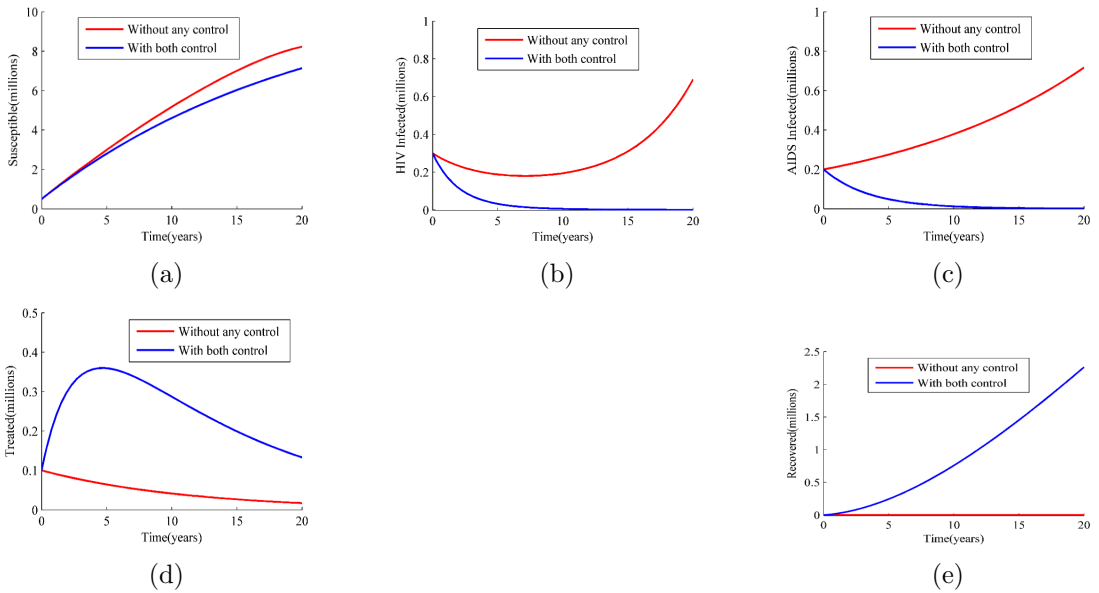 10
8
6
4
2
0
Susceptible(millions)
Without any control
With both control
0 5 10 15 20
Time(years)
(a)
1
0.8
0.6
0.4
0.2
0
HIV Infected(millions)
Without any control
With both control
0 5 10 15 20
Time(years)
(b)
1
0.8
0.6
0.4
0.2
0
AIDS Infected(millions)
Without any control
With both control
0 5 10 15 20
Time(years)
(c)
0.5
0.4
0.3
0.2
0.1
0
Treated(millions)
Without any control
With both control
0 5 10 15 20
Time(years)
(d)
2.5
2
1.5
1
0.5
0
Recovered(millions)
Without any control
With both control
0 5 10 15 20
Time(years)
(e)